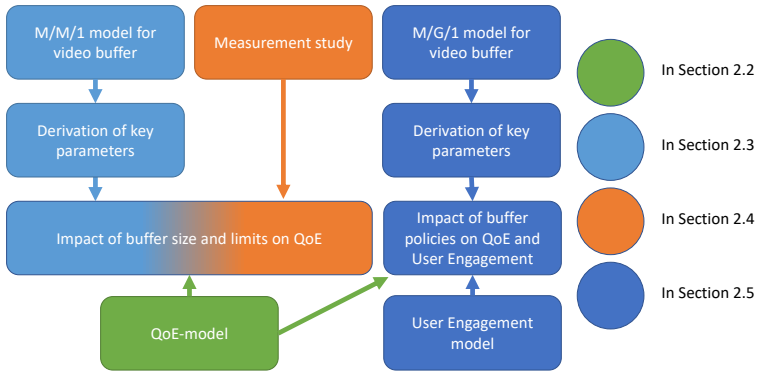 M/M/1 model for
video buffer
Measurement study
M/G/1 model for
video buffer
In Section 2.2
Derivation of key
parameters
Derivation of key
parameters
In Section 2.3
Impact of buffer size and limits on QoE
Impact of buffer
policies on QoE and
User Engagement
In Section 2.4
QoE-model
User Engagement
model
In Section 2.5